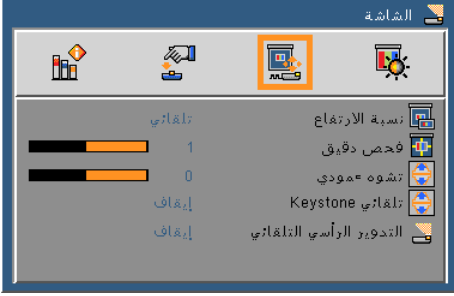 الشاشة
نسبة الارتفاع تلقائي
فحص دقيق 1
تشوه عمودي 0
تلقائي Keystone إيقاف
التدوير الرأسي التلقائي إيقاف